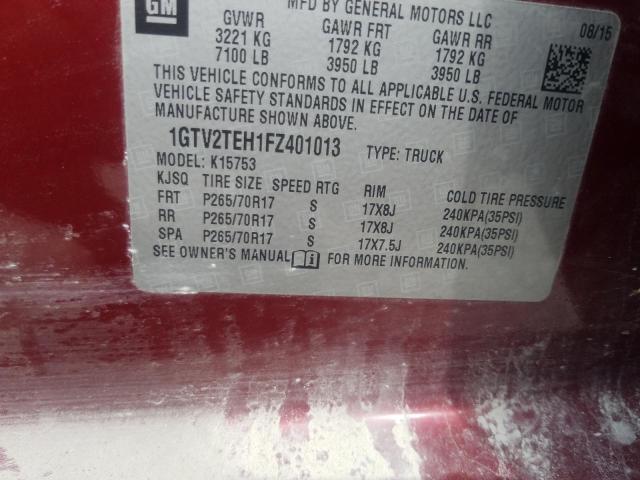 GM
MFD BY GENERAL MOTORS LLC
08/15
GVWR GAWR FRT GAWR RR
3221 KG 1792 KG 1792 KG
7100 LB 3950 LB 3950 LB
THIS VEHICLE CONFORMS TO ALL APPLICABLE U.S. FEDERAL MOTOR
VEHICLE SAFETY STANDARDS IN EFFECT ON THE DATE OF
MANUFACTURE SHOWN ABOVE.
1GTV2TEH1FZ401013 TYPE: TRUCK
MODEL: K15753
KJSQ TIRE SIZE SPEED RTG RIM COLD TIRE PRESSURE
FRT P265/70R17 S 17X8J 240KPA(35PSI)
RR P265/70R17 S 17X8J 240KPA(35PSI)
SPA P265/70R17 S 17X7.5J 240KPA(35PSI)
SEE OWNER'S MANUAL i FOR MORE INFORMATION.